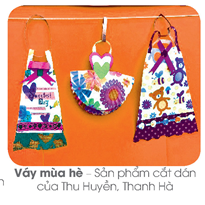 Váy mùa hè – Sản phẩm cắt dán
của Thu Huyền, Thanh Hà